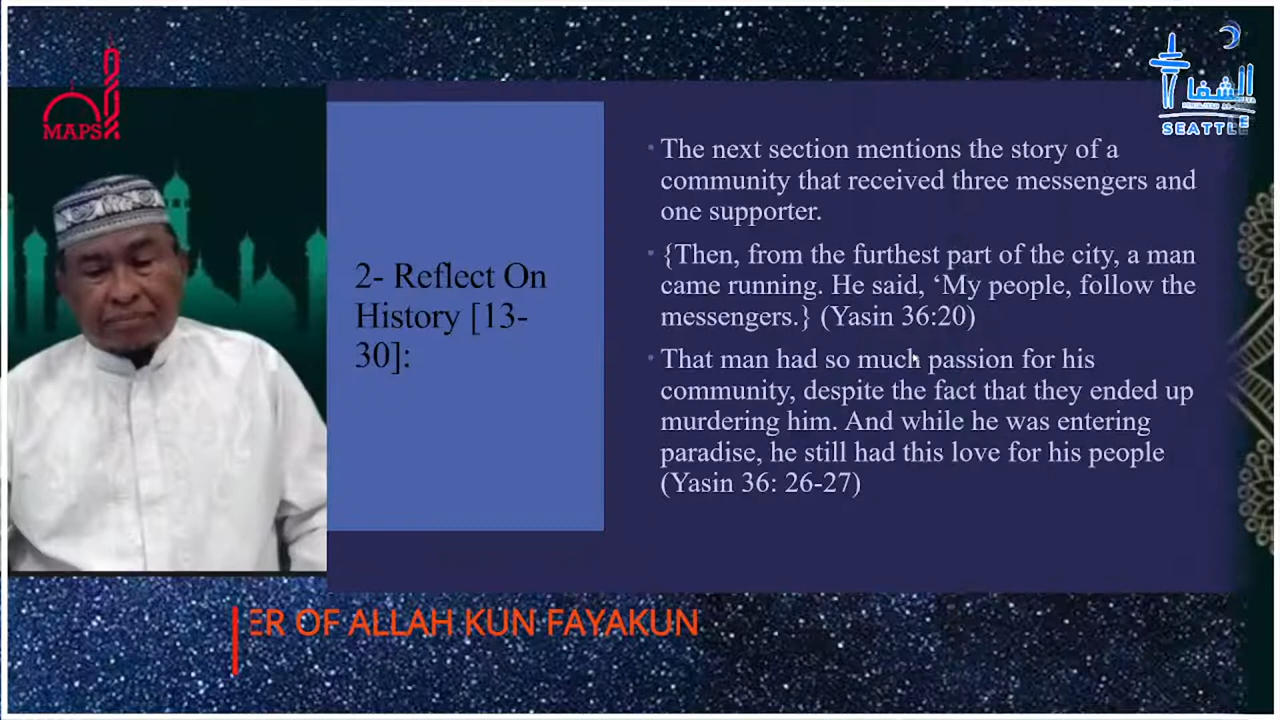 MAPS
الشفاء
SEATTLE
2- Reflect On
History [13-
30]:
• The next section mentions the story of a
community that received three messengers and
one supporter.
• {Then, from the furthest part of the city, a man
came running. He said, ‘My people, follow the
messengers.} (Yasin 36:20)
• That man had so much passion for his
community, despite the fact that they ended up
murdering him. And while he was entering
paradise, he still had this love for his people
(Yasin 36: 26-27)
ER OF ALLAH KUN FAYAKUN